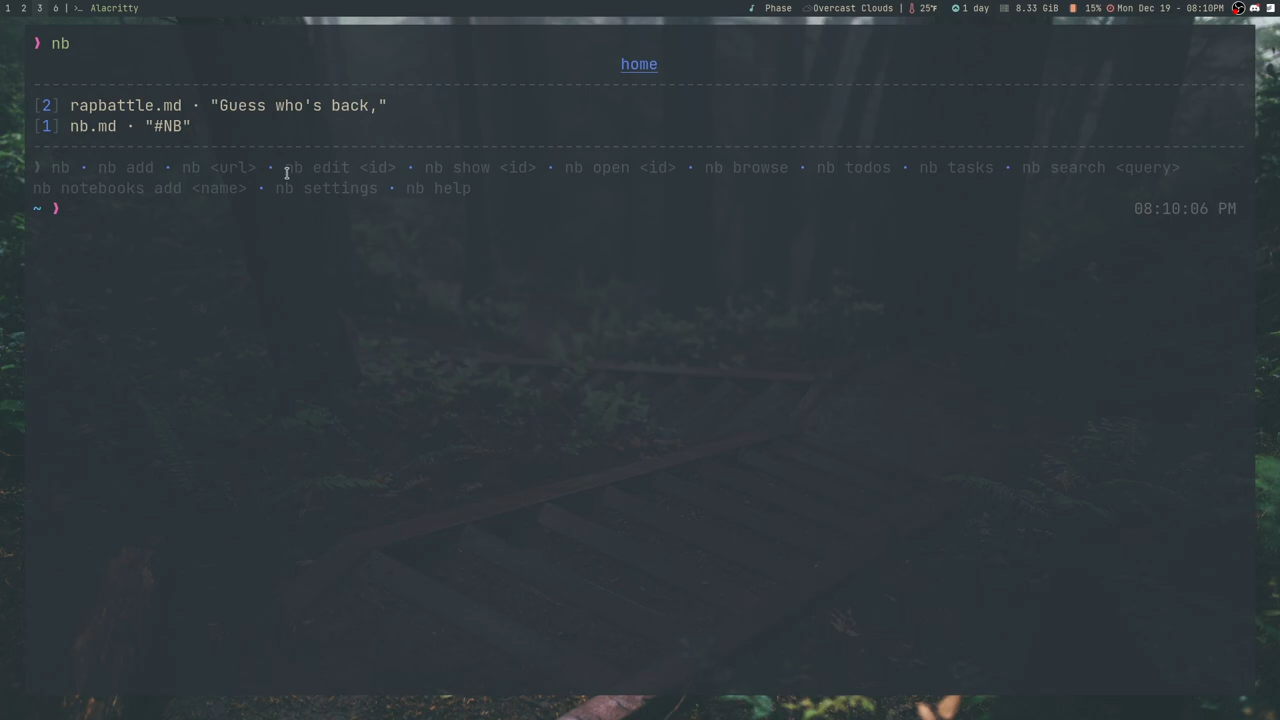 1 2 3 6 | >_ Alacritty Phase Overcast Clouds | 25°F 1 day 8.33 GiB 15% Mon Dec 19 - 08:10PM
❯ nb
home
[2] rapbattle.md · "Guess who's back,"
[1] nb.md · "#NB"
❯ nb · nb add · nb <url> · nb edit <id> · nb show <id> · nb open <id> · nb browse · nb todos · nb tasks · nb search <query>
nb notebooks add <name> · nb settings · nb help
~ ❯ 08:10:06 PM